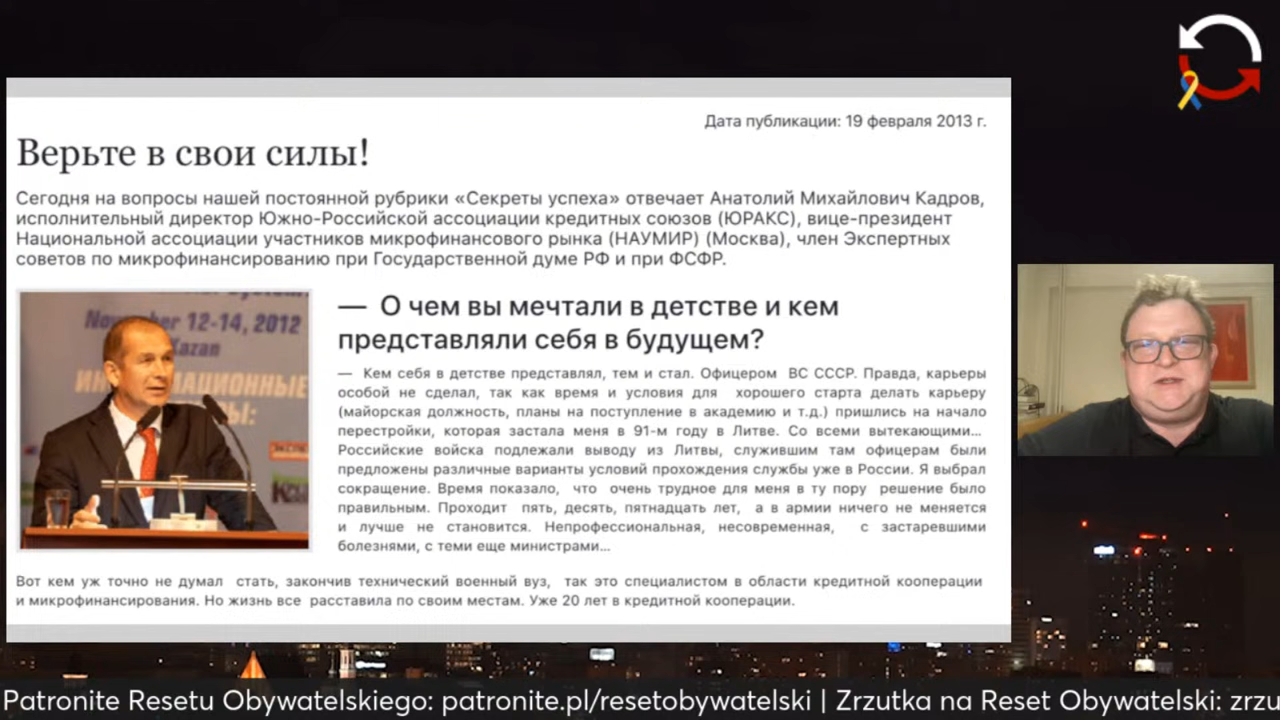 Дата публикации: 19 февраля 2013 г.
Верьте в свои силы!
Сегодня на вопросы нашей постоянной рубрики «Секреты успеха» отвечает Анатолий Михайлович Кадров,
исполнительный директор Южно-Российской ассоциации кредитных союзов (ЮРАКС), вице-президент
Национальной ассоциации участников микрофинансового рынка (НАУМИР) (Москва), член Экспертных
советов по микрофинансированию при Государственной думе РФ и при ФСФР.
November 12-14, 2012
Kazan
— О чем вы мечтали в детстве и кем
представляли себя в будущем?
— Кем себя в детстве представлял, тем и стал. Офицером ВС СССР. Правда, карьеры
особой не сделал, так как время и условия для хорошего старта делать карьеру
(майорская должность, планы на поступление в академию и т.д.) пришлись на начало
перестройки, которая застала меня в 91-м году в Литве. Со всеми вытекающими...
Российские войска подлежали выводу из Литвы, служившим там офицерам были
предложены различные варианты условий прохождения службы уже в России. Я выбрал
сокращение. Время показало, что очень трудное для меня в ту пору решение было
правильным. Проходит пять, десять, пятнадцать лет, а в армии ничего не меняется
и лучше не становится. Непрофессиональная, несовременная, с застаревшими
болезнями, с теми еще министрами...
Вот кем уж точно не думал стать, закончив технический военный вуз, так это специалистом в области кредитной кооперации
и микрофинансирования. Но жизнь все расставила по своим местам. Уже 20 лет в кредитной кооперации.
Patronite Resetu Obywatelskiego: patronite.pl/resetobywatelski | Zrzutka na Reset Obywatelski: zrzu